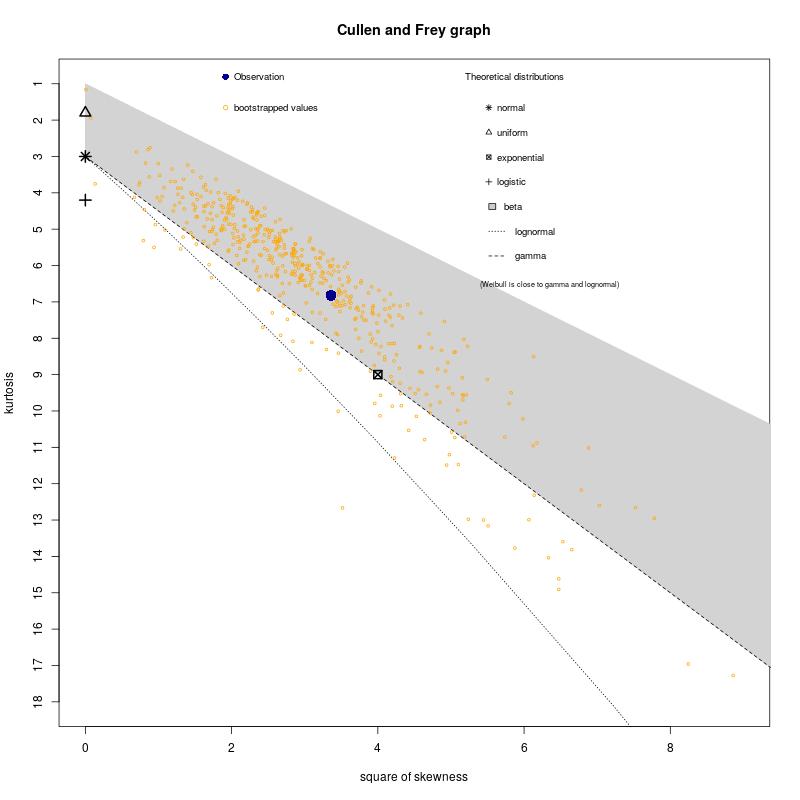 Cullen and Frey graph
Observation
bootstrapped values
Theoretical distributions
normal
uniform
exponential
logistic
beta
lognormal
gamma
(Weibull is close to gamma and lognormal)
kurtosis
1
2
3
4
5
6
7
8
9
10
11
12
13
14
15
16
17
18
0 2 4 6 8
square of skewness